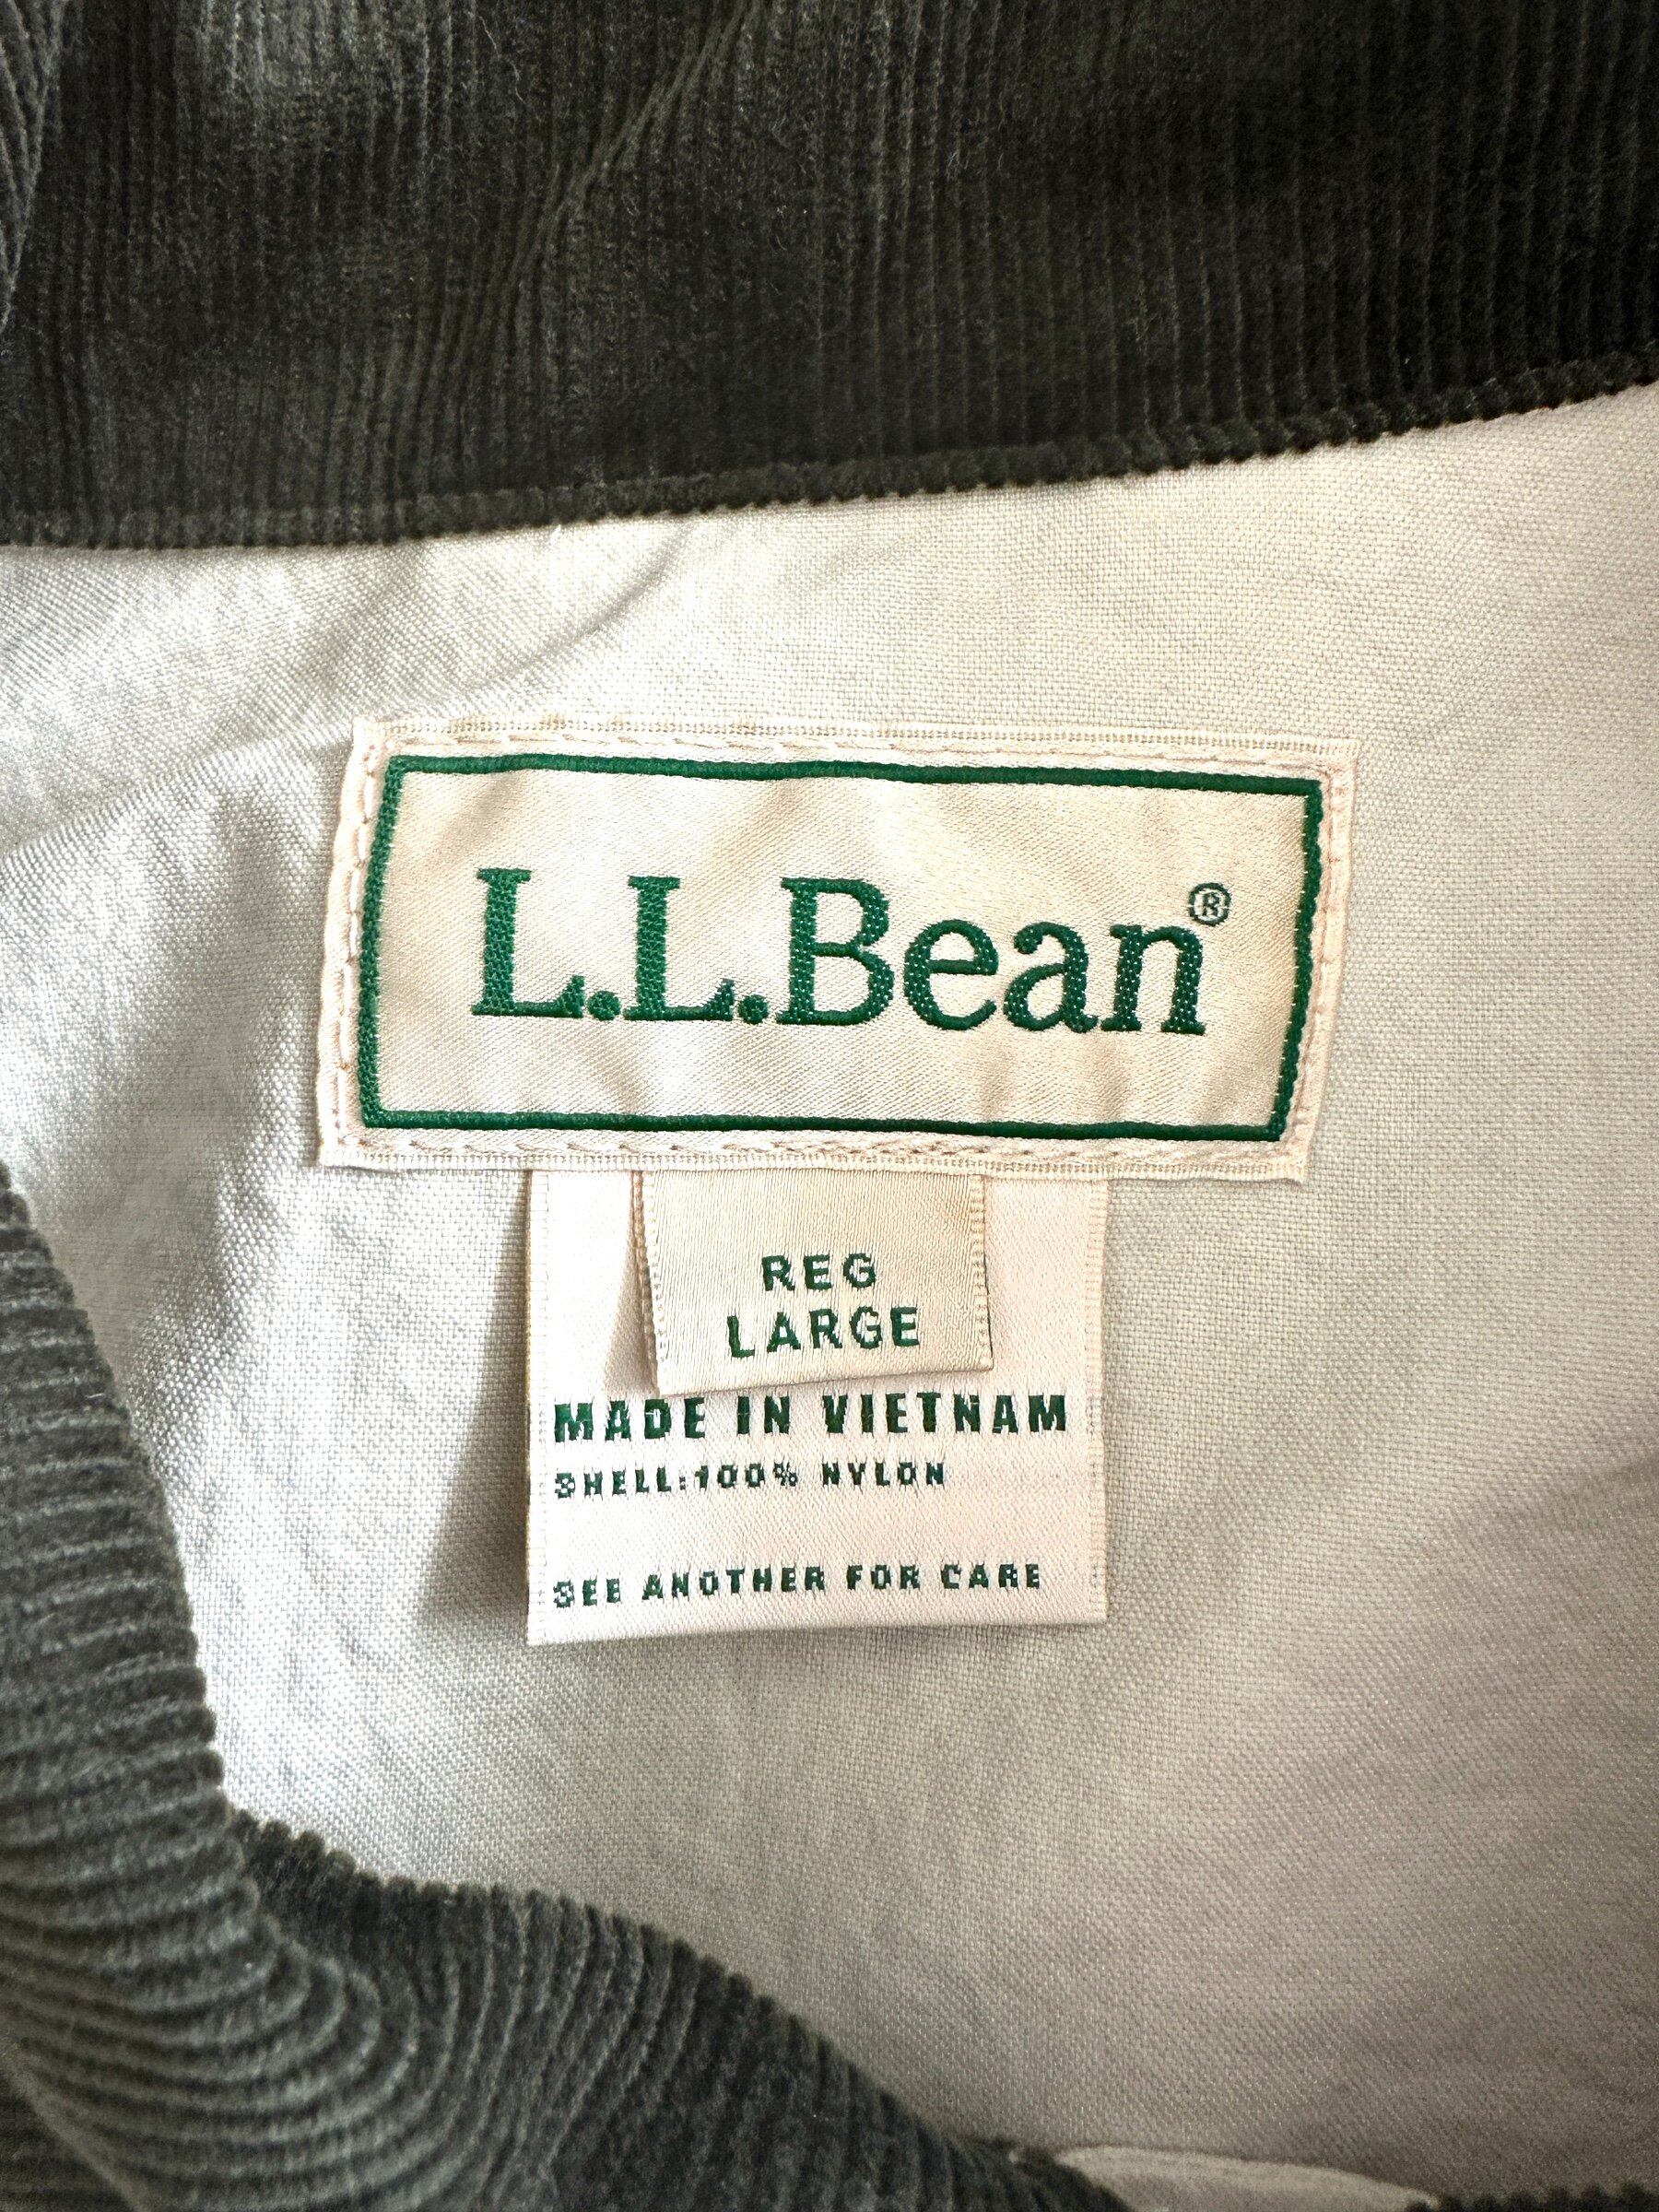 L.L.Bean®
REG
LARGE
MADE IN VIETNAM
SHELL:100% NYLON
SEE ANOTHER FOR CARE